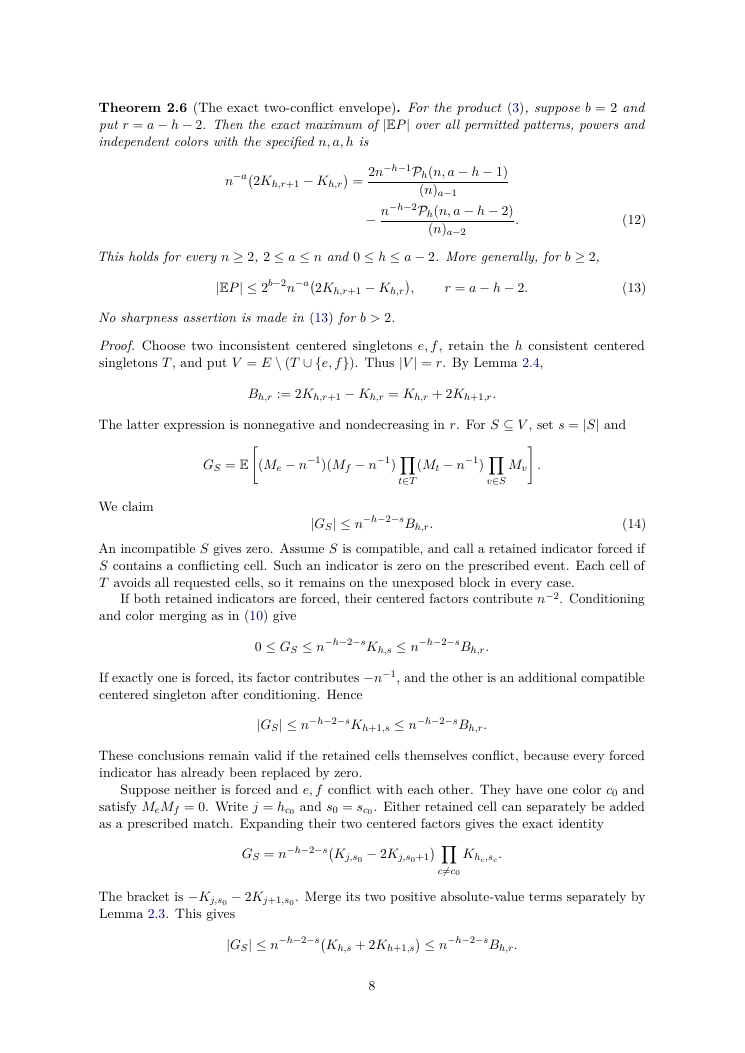 Theorem 2.6 (The exact two-conflict envelope). For the product (3), suppose b = 2 and
put r = a − h − 2. Then the exact maximum of |𝔼P| over all permitted patterns, powers and
independent colors with the specified n, a, h is
n^{−a}(2K_{h,r+1} − K_{h,r}) = \frac{2n^{−h−1}𝒫_h(n, a − h − 1)}{(n)_{a−1}}
− \frac{n^{−h−2}𝒫_h(n, a − h − 2)}{(n)_{a−2}}. (12)
This holds for every n ≥ 2, 2 ≤ a ≤ n and 0 ≤ h ≤ a − 2. More generally, for b ≥ 2,
|𝔼P| ≤ 2^{b−2}n^{−a}(2K_{h,r+1} − K_{h,r}), r = a − h − 2. (13)
No sharpness assertion is made in (13) for b > 2.
Proof. Choose two inconsistent centered singletons e, f, retain the h consistent centered
singletons T, and put V = E \ (T ∪ {e, f}). Thus |V| = r. By Lemma 2.4,
B_{h,r} := 2K_{h,r+1} − K_{h,r} = K_{h,r} + 2K_{h+1,r}.
The latter expression is nonnegative and nondecreasing in r. For S ⊆ V, set s = |S| and
G_S = 𝔼[(M_e − n^{−1})(M_f − n^{−1}) ∏_{t∈T}(M_t − n^{−1}) ∏_{v∈S} M_v].
We claim
|G_S| ≤ n^{−h−2−s}B_{h,r}. (14)
An incompatible S gives zero. Assume S is compatible, and call a retained indicator forced if
S contains a conflicting cell. Such an indicator is zero on the prescribed event. Each cell of
T avoids all requested cells, so it remains on the unexposed block in every case.
If both retained indicators are forced, their centered factors contribute n^{−2}. Conditioning
and color merging as in (10) give
0 ≤ G_S ≤ n^{−h−2−s}K_{h,s} ≤ n^{−h−2−s}B_{h,r}.
If exactly one is forced, its factor contributes −n^{−1}, and the other is an additional compatible
centered singleton after conditioning. Hence
|G_S| ≤ n^{−h−2−s}K_{h+1,s} ≤ n^{−h−2−s}B_{h,r}.
These conclusions remain valid if the retained cells themselves conflict, because every forced
indicator has already been replaced by zero.
Suppose neither is forced and e, f conflict with each other. They have one color c_0 and
satisfy M_eM_f = 0. Write j = h_{c_0} and s_0 = s_{c_0}. Either retained cell can separately be added
as a prescribed match. Expanding their two centered factors gives the exact identity
G_S = n^{−h−2−s}(K_{j,s_0} − 2K_{j,s_0+1}) ∏_{c≠c_0} K_{h_c,s_c}.
The bracket is −K_{j,s_0} − 2K_{j+1,s_0}. Merge its two positive absolute-value terms separately by
Lemma 2.3. This gives
|G_S| ≤ n^{−h−2−s}(K_{h,s} + 2K_{h+1,s}) ≤ n^{−h−2−s}B_{h,r}.
8